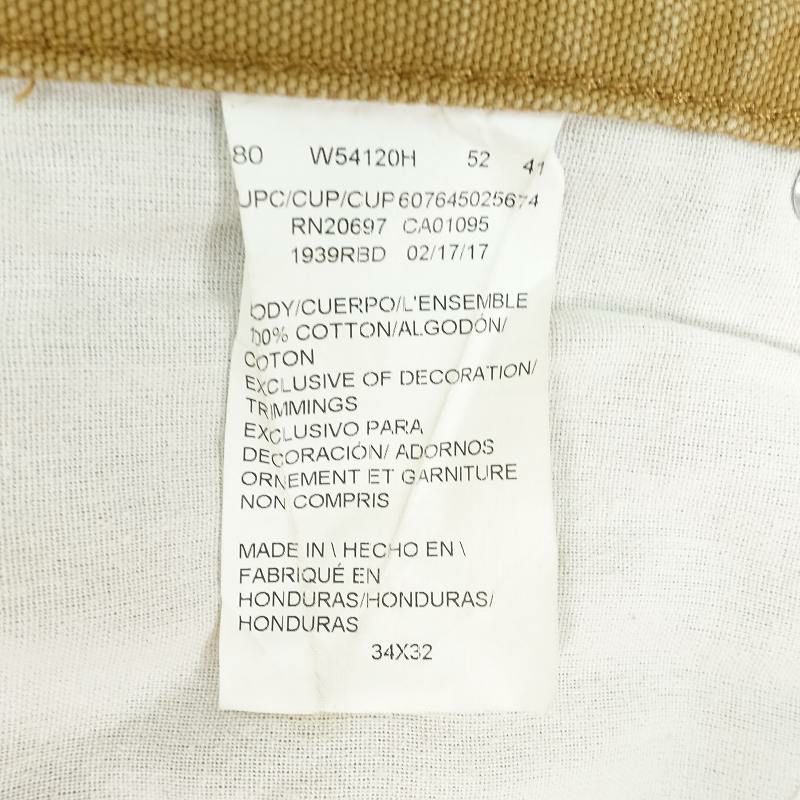 80 W54120H 52 41
UPC/CUP/CUP 607645025674
RN20697 CA01095
1939RBD 02/17/17
BODY/CUERPO/L'ENSEMBLE
100% COTTON/ALGODÓN/
COTON
EXCLUSIVE OF DECORATION/
TRIMMINGS
EXCLUSIVO PARA
DECORACIÓN/ ADORNOS
ORNEMENT ET GARNITURE
NON COMPRIS
MADE IN \ HECHO EN \
FABRIQUÉ EN
HONDURAS/HONDURAS/
HONDURAS
34X32